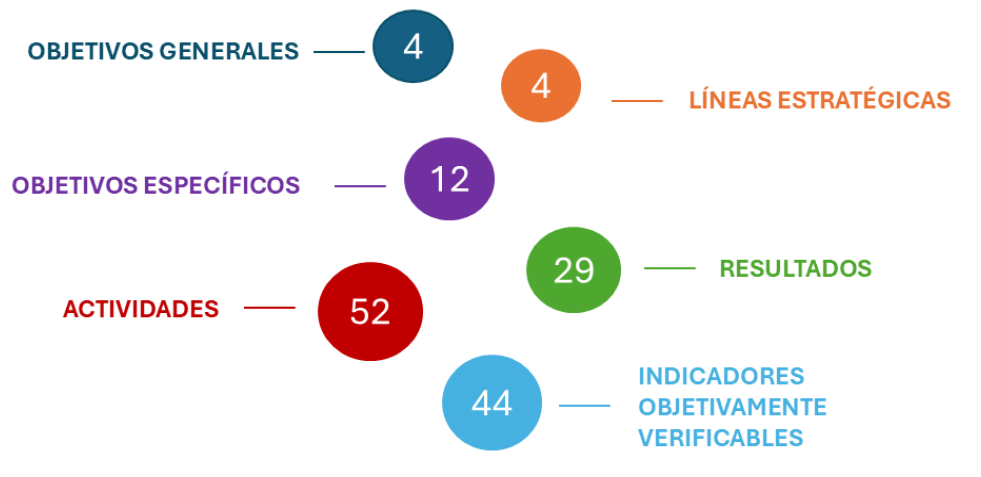 OBJETIVOS GENERALES
4
4
LÍNEAS ESTRATÉGICAS
OBJETIVOS ESPECÍFICOS
12
29
RESULTADOS
ACTIVIDADES
52
44
INDICADORES
OBJETIVAMENTE
VERIFICABLES